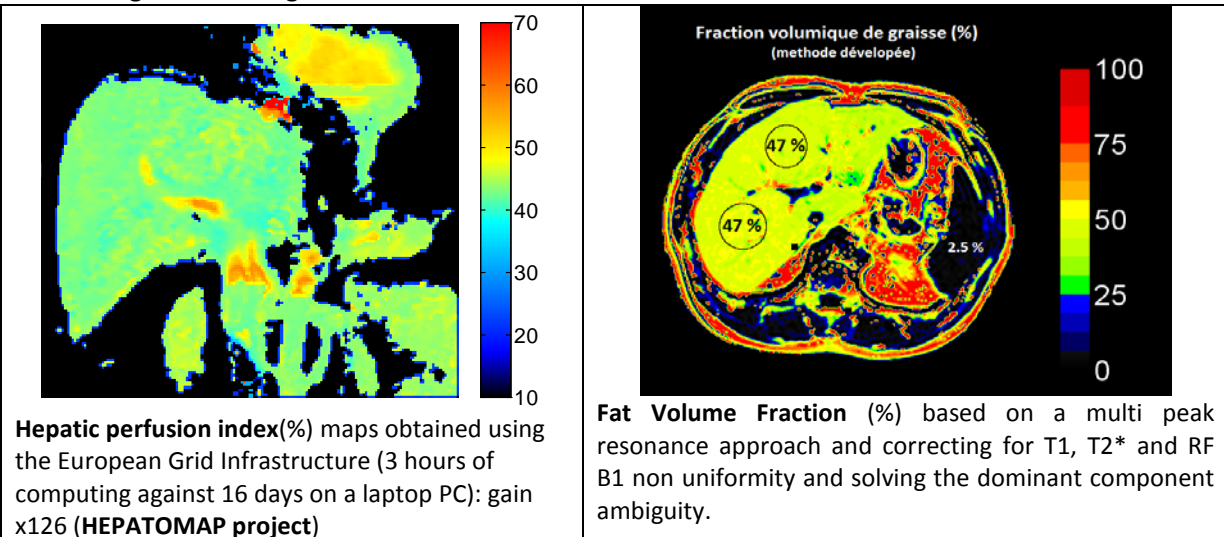 70
60
50
40
30
20
10
Hepatic perfusion index(%) maps obtained using
the European Grid Infrastructure (3 hours of
computing against 16 days on a laptop PC): gain
x126 (HEPATOMAP project)
Fraction volumique de graisse (%)
(methode dévelopée)
47 %
47 %
2.5 %
100
75
50
25
0
Fat Volume Fraction (%) based on a multi peak
resonance approach and correcting for T1, T2* and RF
B1 non uniformity and solving the dominant component
ambiguity.